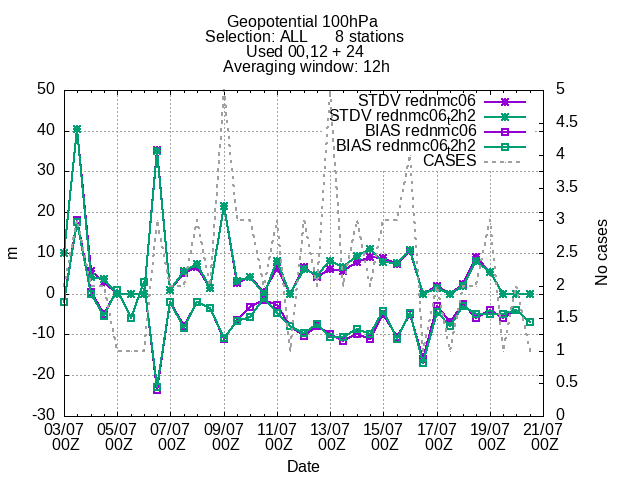 Geopotential 100hPa
Selection: ALL 8 stations
Used 00,12 + 24
Averaging window: 12h
STDV rednmc06
STDV rednmc06t2h2
BIAS rednmc06
BIAS rednmc06t2h2
CASES
50
40
30
20
10
0
-10
-20
-30
m
5
4.5
4
3.5
3
2.5
2
1.5
1
0.5
0
No cases
03/07 05/07 07/07 09/07 11/07 13/07 15/07 17/07 19/07 21/07
00Z 00Z 00Z 00Z 00Z 00Z 00Z 00Z 00Z 00Z
Date